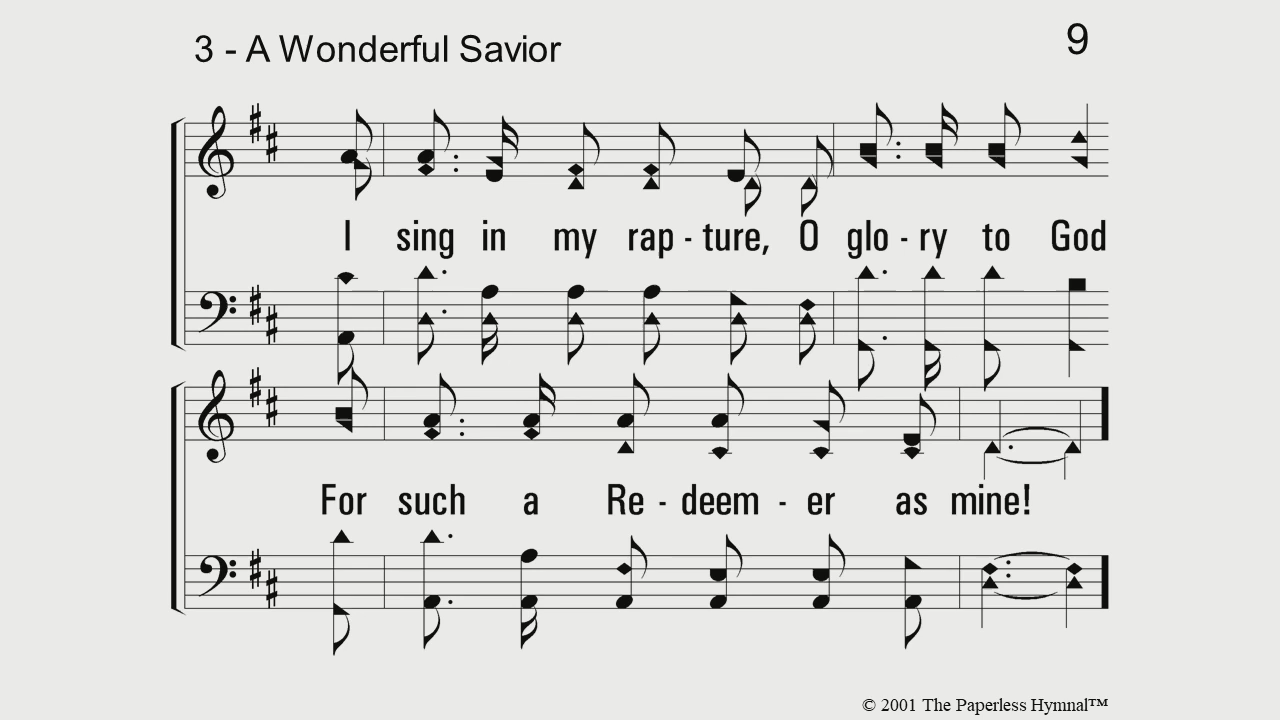 3 - A Wonderful Savior
9
I sing in my rap - ture, O glo - ry to God
For such a Re - deem - er as mine!
© 2001 The Paperless Hymnal™